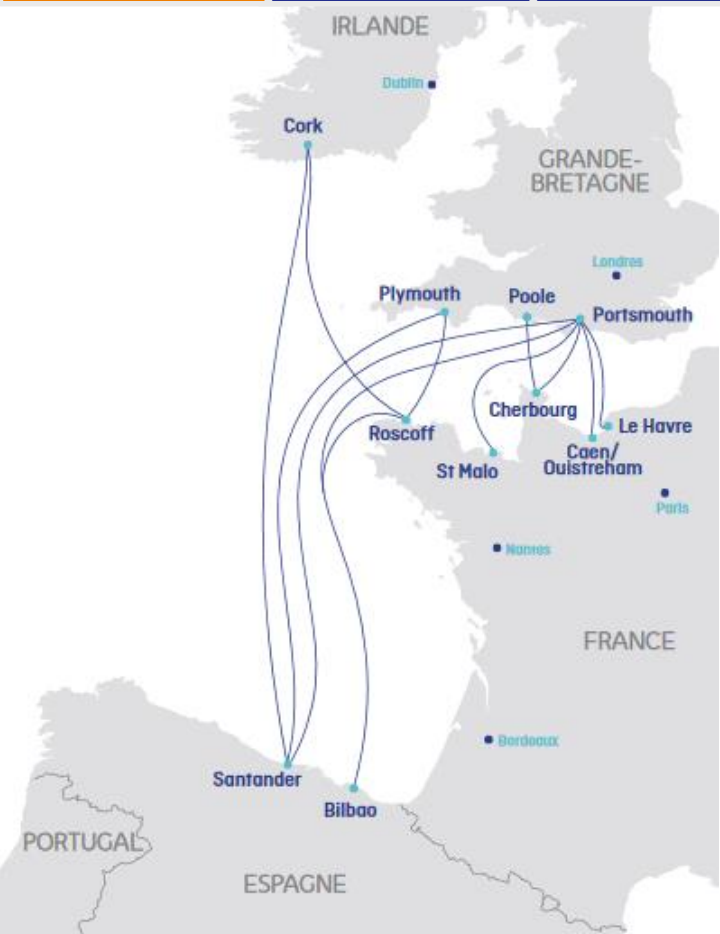 IRLANDE
Dublin
Cork
GRANDE-
BRETAGNE
Londres
Plymouth
Poole
Portsmouth
Cherbourg
Le Havre
Roscoff
Caen/
Ouistreham
St Malo
Paris
Nantes
FRANCE
Bordeaux
Santander
Bilbao
PORTUGAL
ESPAGNE